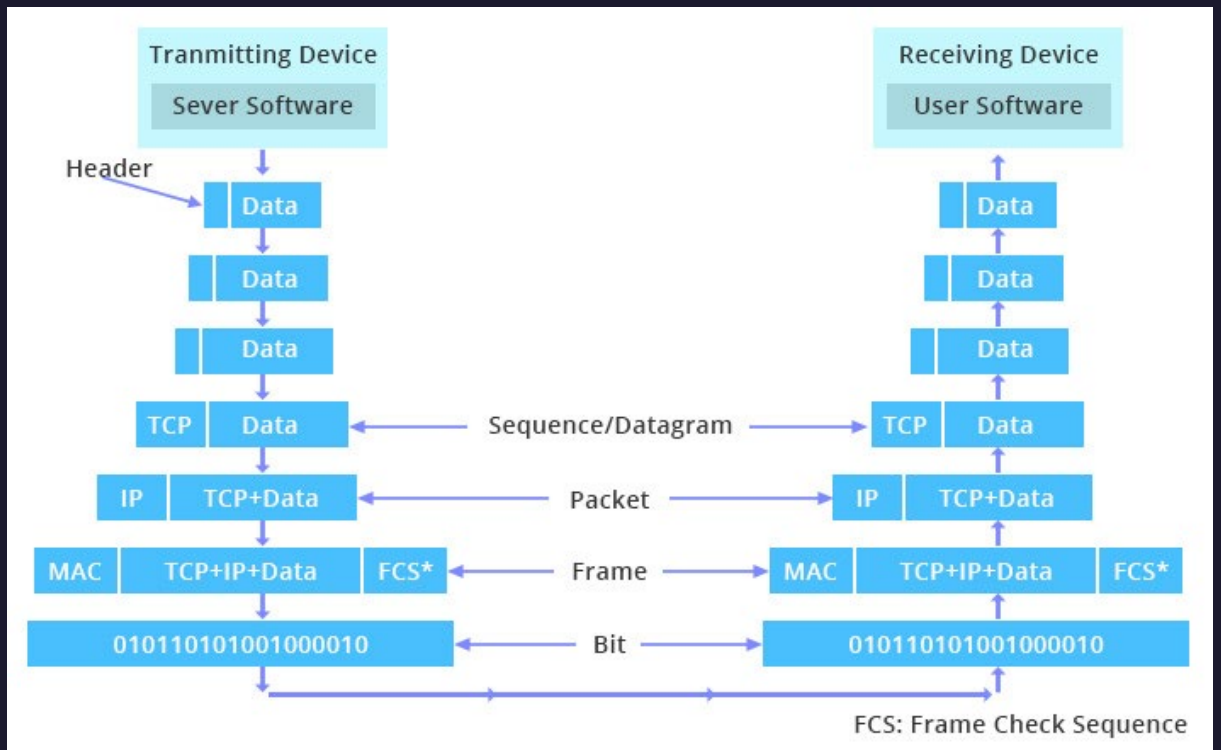 Tranmitting Device
Receiving Device
Sever Software
User Software
Header
Data
Data
Data
Data
Data
Data
TCP Data
Sequence/Datagram
TCP Data
IP TCP+Data
Packet
IP TCP+Data
MAC TCP+IP+Data FCS*
Frame
MAC TCP+IP+Data FCS*
010110101001000010
Bit
010110101001000010
FCS: Frame Check Sequence